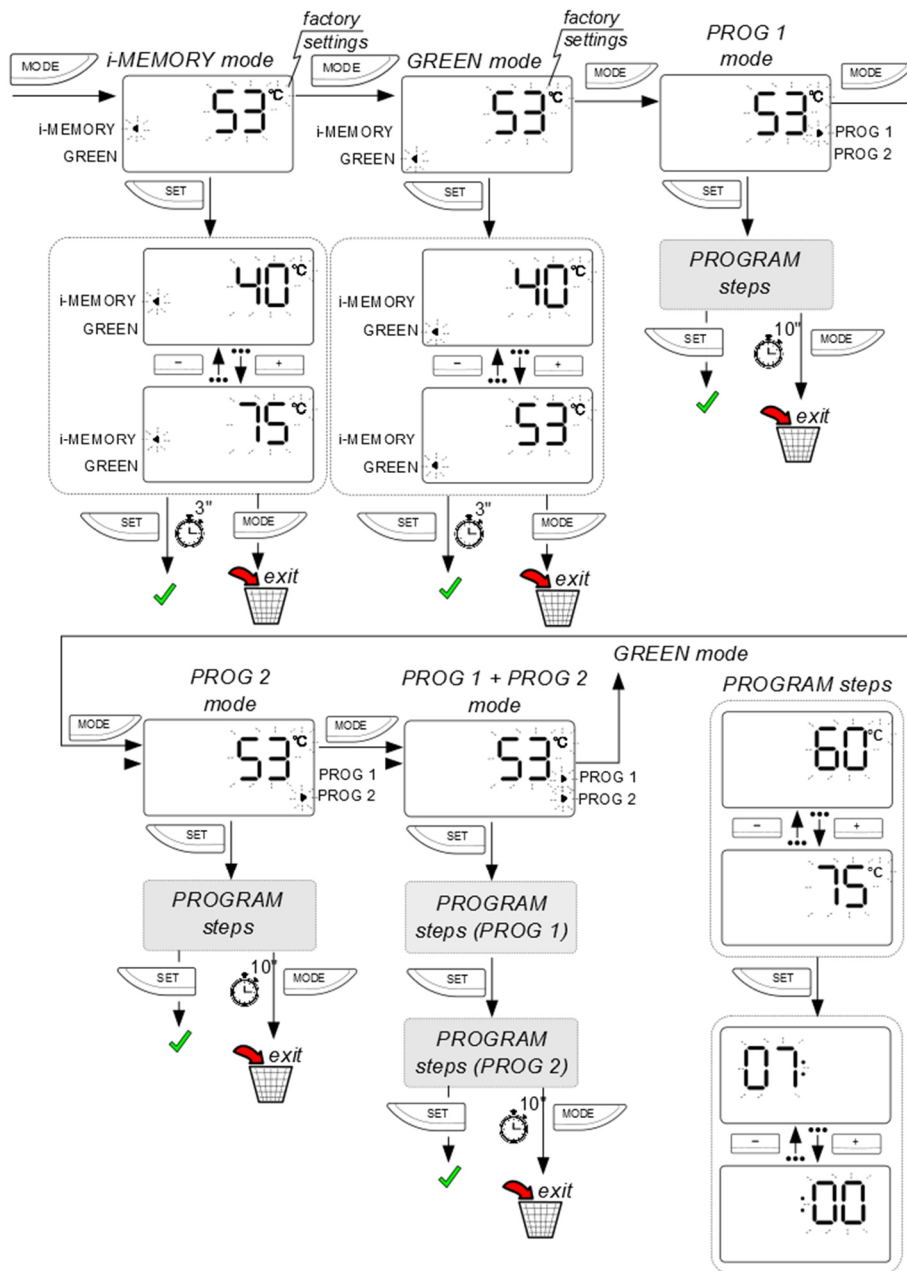 factory
settings
factory
settings
PROG 1
mode
i-MEMORY mode
GREEN mode
MODE
MODE
MODE
MODE
53 °C
53 °C
53 °C
i-MEMORY
GREEN
i-MEMORY
GREEN
PROG 1
PROG 2
SET
SET
SET
40 °C
i-MEMORY
GREEN
40 °C
i-MEMORY
GREEN
PROGRAM
steps
− +
− +
SET
10"
MODE
75 °C
i-MEMORY
GREEN
53 °C
i-MEMORY
GREEN
exit
SET
3"
MODE
SET
3"
MODE
exit
exit
GREEN mode
PROG 2
mode
PROG 1 + PROG 2
mode
PROGRAM steps
MODE
53 °C
PROG 1
PROG 2
MODE
53 °C
PROG 1
PROG 2
60 °C
− +
75 °C
SET
SET
PROGRAM
steps
PROGRAM
steps (PROG 1)
SET
10"
MODE
SET
SET
exit
PROGRAM
steps (PROG 2)
07:
SET
10"
MODE
− +
exit
:00